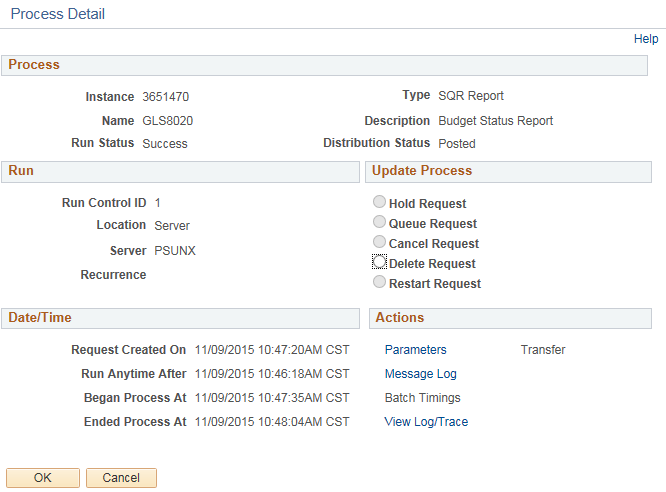 Process Detail
Help
Process
Instance 3651470 Type SQR Report
Name GLS8020 Description Budget Status Report
Run Status Success Distribution Status Posted
Run
Run Control ID 1
Location Server
Server PSUNX
Recurrence
Update Process
Hold Request
Queue Request
Cancel Request
Delete Request
Restart Request
Date/Time
Request Created On 11/09/2015 10:47:20AM CST
Run Anytime After 11/09/2015 10:46:18AM CST
Began Process At 11/09/2015 10:47:35AM CST
Ended Process At 11/09/2015 10:48:04AM CST
Actions
Parameters Transfer
Message Log
Batch Timings
View Log/Trace
OK Cancel